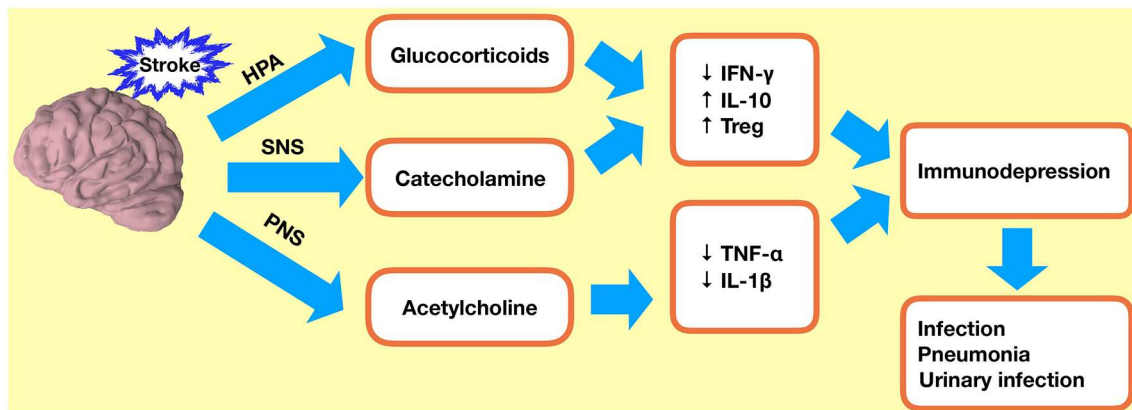 Stroke
HPA
SNS
PNS
Glucocorticoids
Catecholamine
Acetylcholine
↓ IFN-γ
↑ IL-10
↑ Treg
↓ TNF-α
↓ IL-1β
Immunodepression
Infection
Pneumonia
Urinary infection